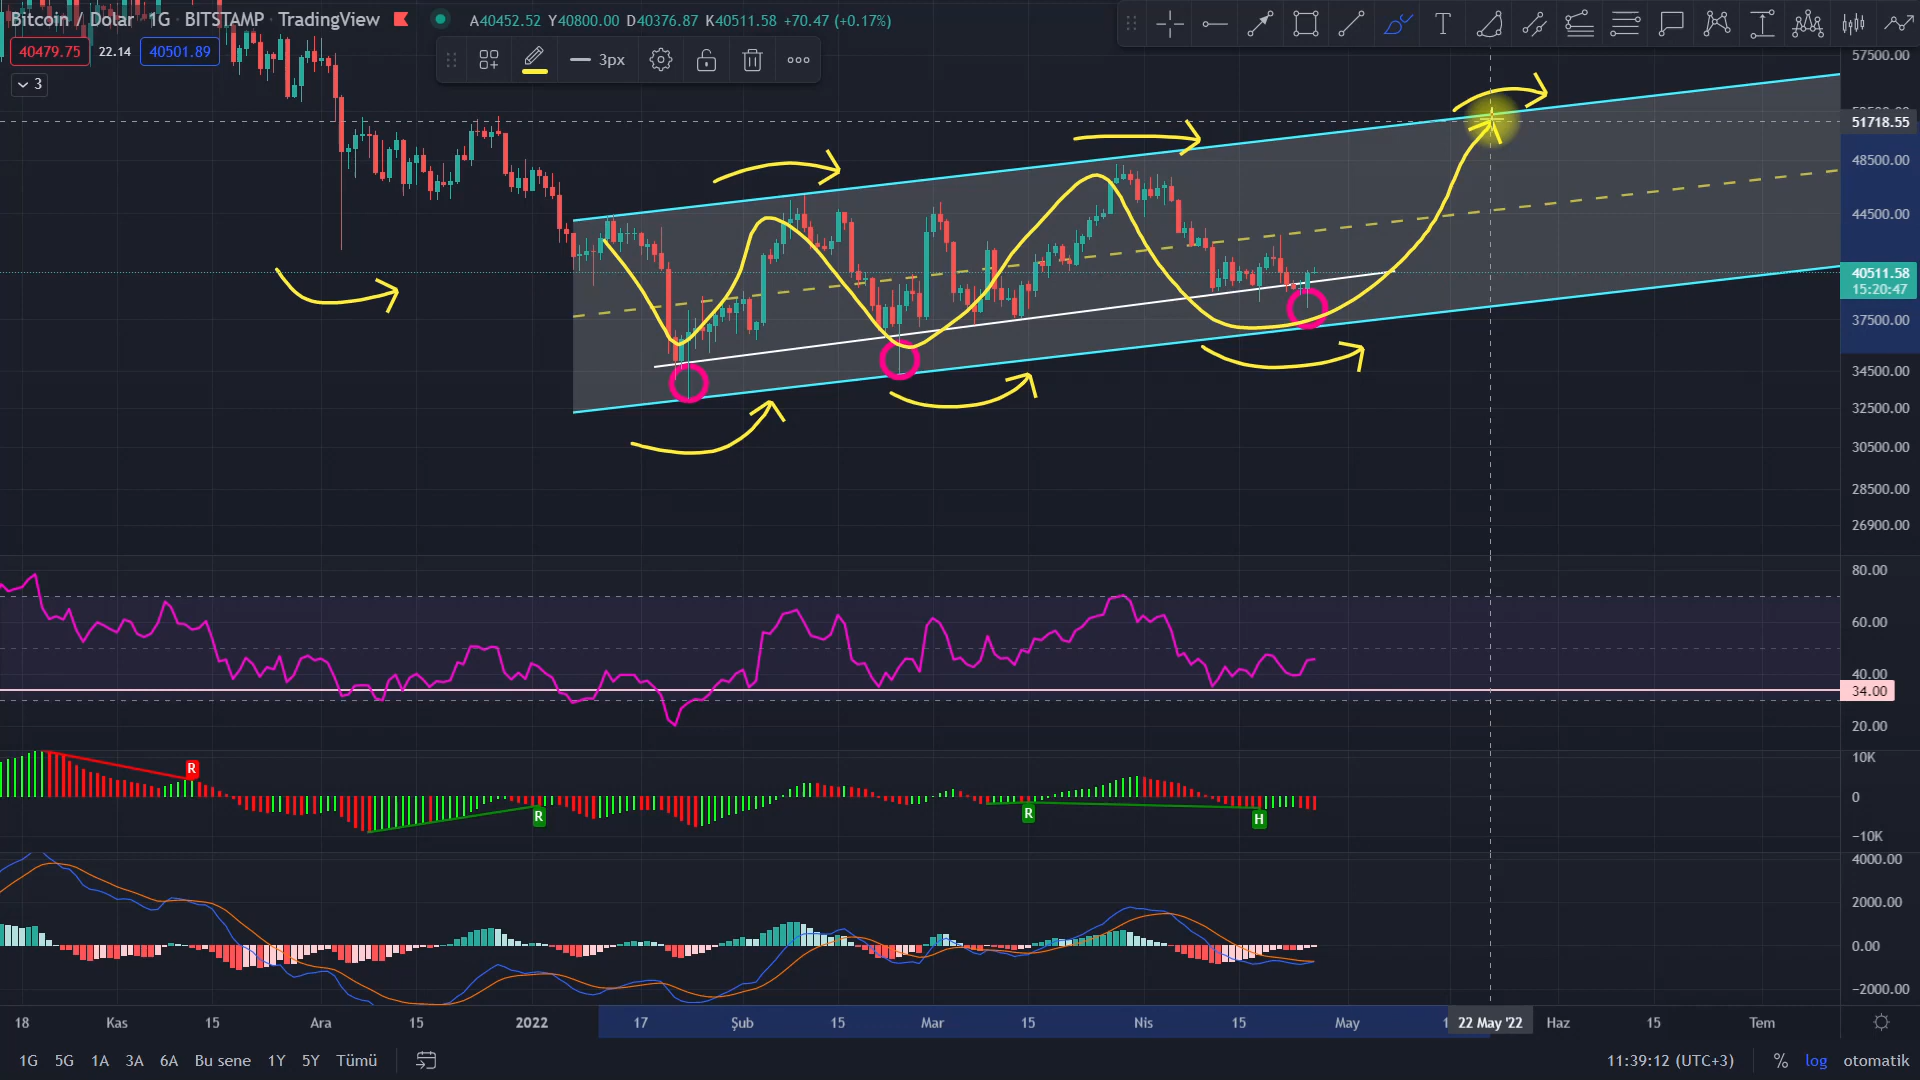 Bitcoin / Dolar · 1G · BITSTAMP · TradingView
A40452.52 Y40800.00 D40376.87 K40511.58 +70.47 (+0.17%)
40479.75 22.14 40501.89
3
3px
57500.00
51718.55
48500.00
44500.00
40511.58
15:20:47
37500.00
34500.00
32500.00
30500.00
28500.00
26900.00
80.00
60.00
40.00
34.00
20.00
R
R
R
H
10K
0
−10K
4000.00
2000.00
0.00
−2000.00
18 Kas 15 Ara 15 2022 17 Şub 15 Mar 15 Nis 15 May 22 May '22 Haz 15 Tem
1G 5G 1A 3A 6A Bu sene 1Y 5Y Tümü
11:39:12 (UTC+3) % log otomatik